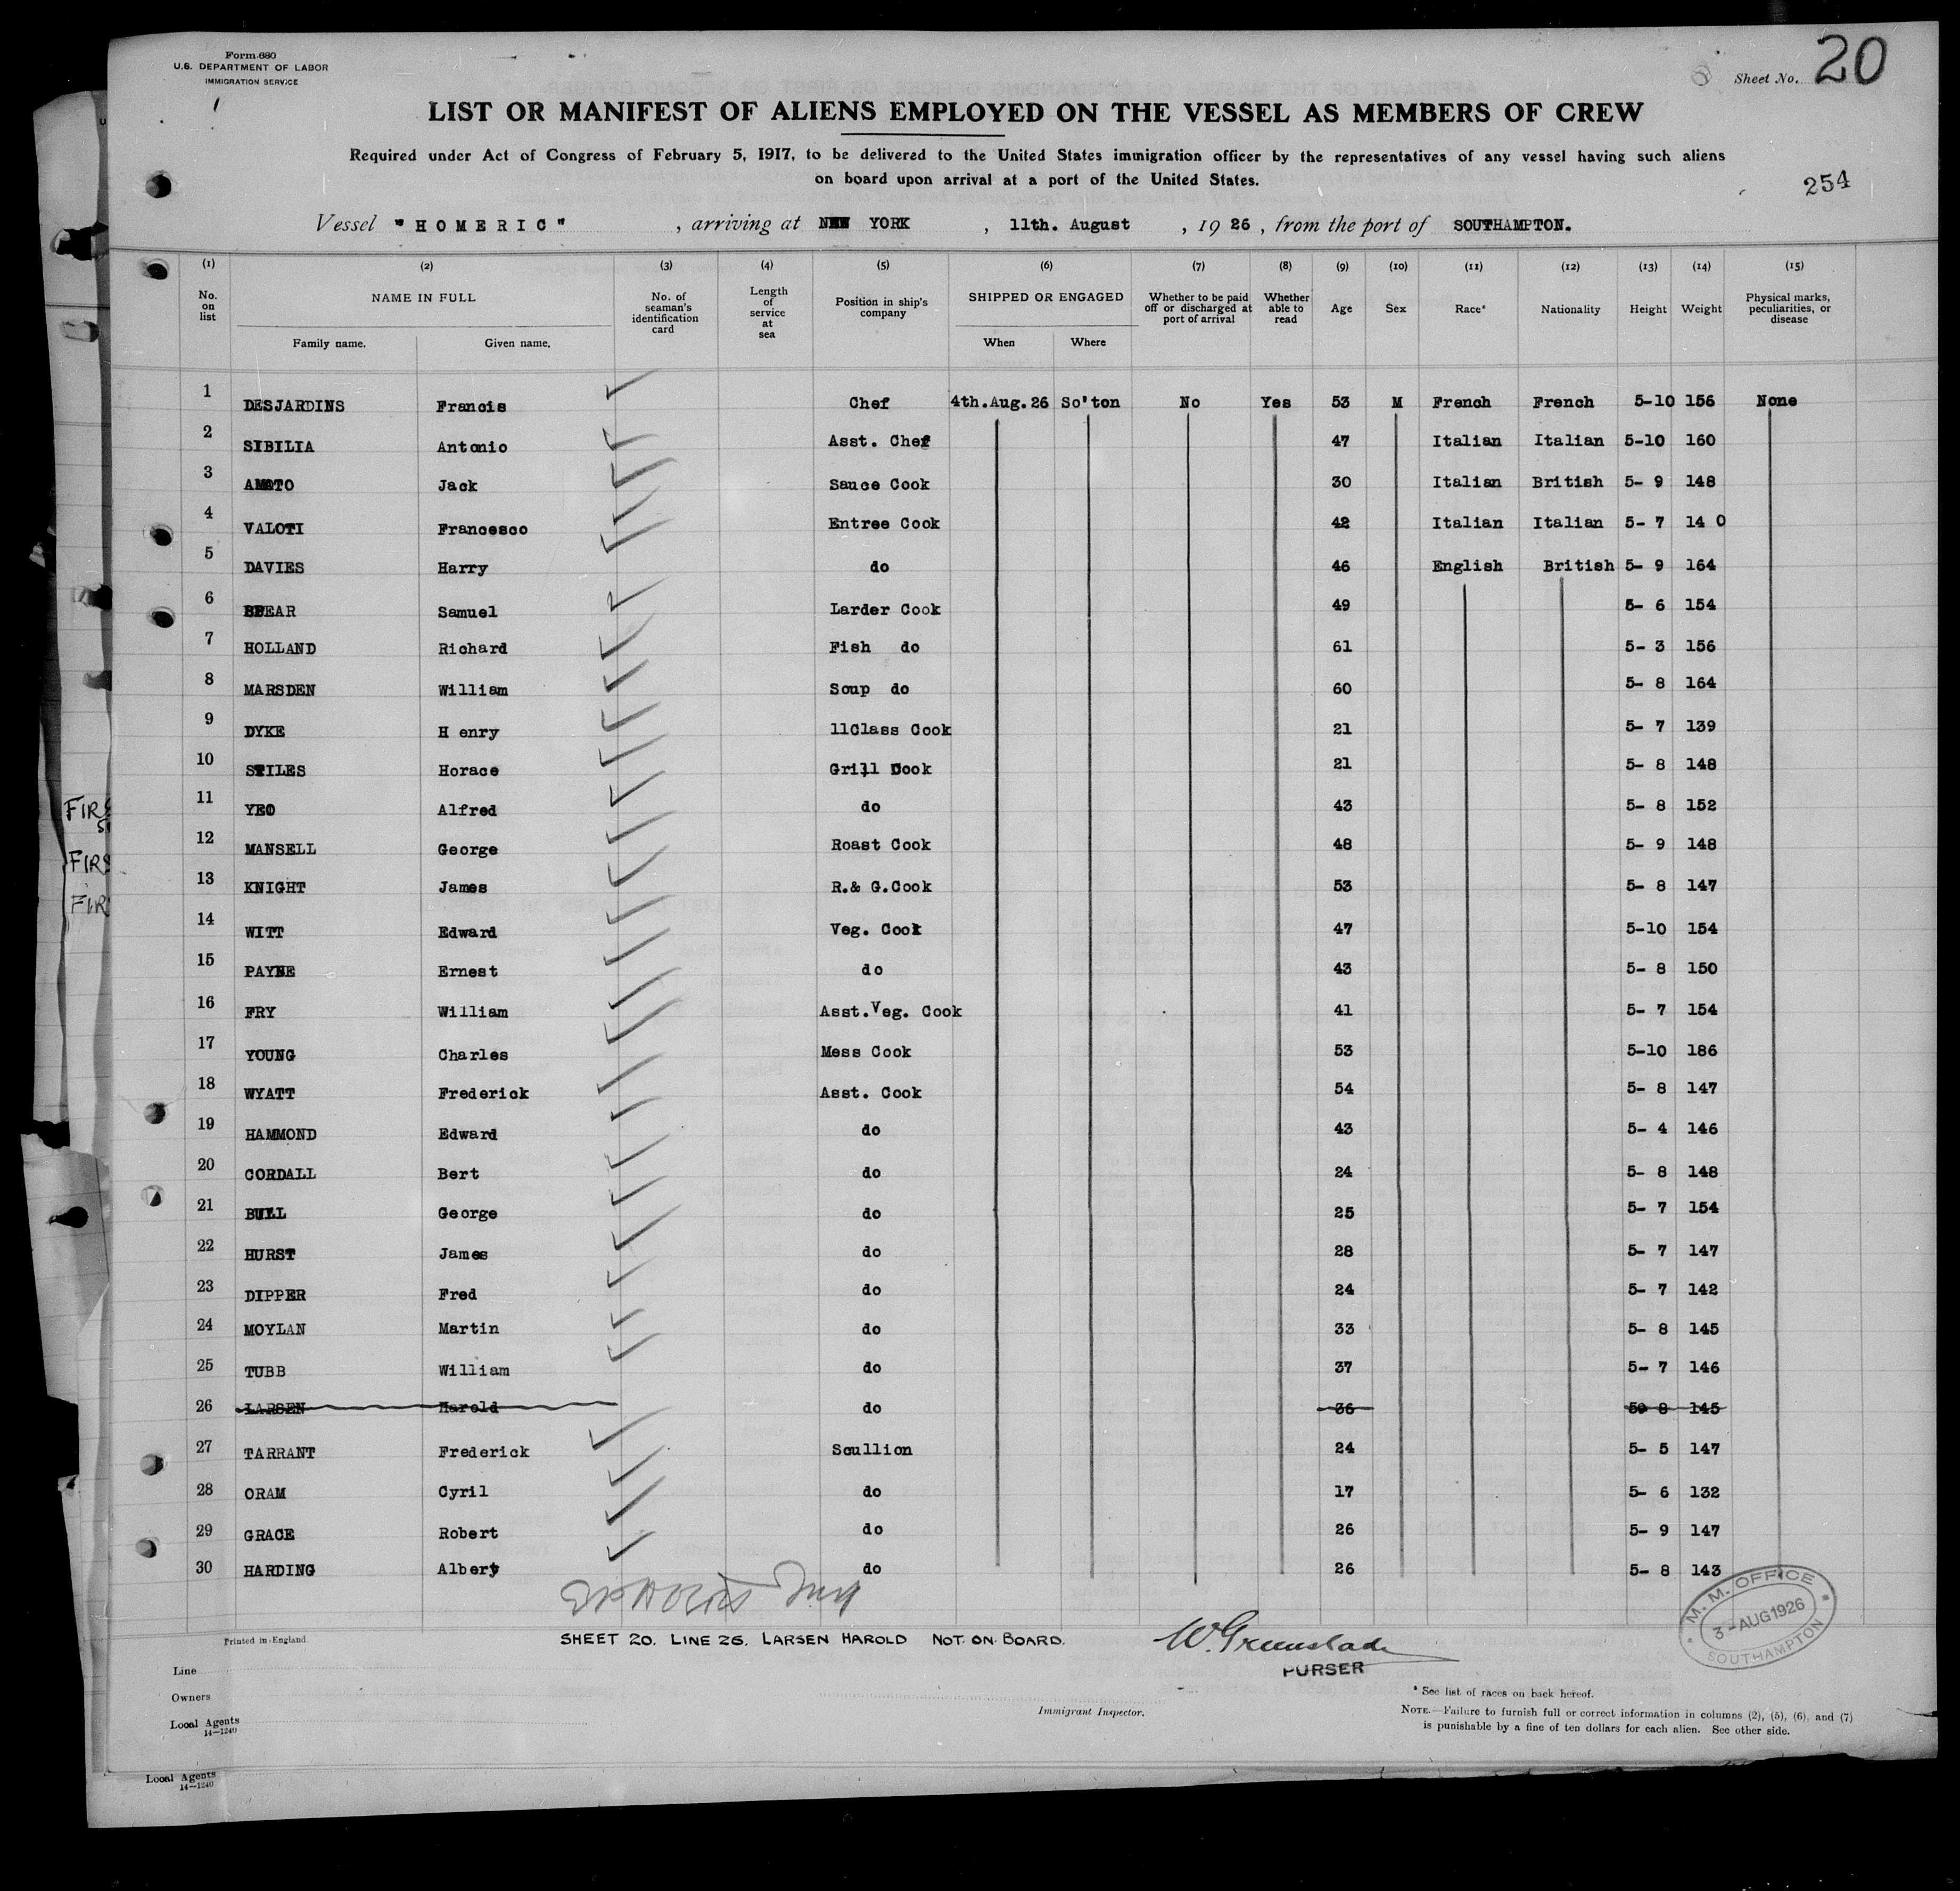 Form 680
U.S. DEPARTMENT OF LABOR
IMMIGRATION SERVICE
Sheet No. 20
LIST OR MANIFEST OF ALIENS EMPLOYED ON THE VESSEL AS MEMBERS OF CREW
Required under Act of Congress of February 5, 1917, to be delivered to the United States immigration officer by the representatives of any vessel having such aliens
on board upon arrival at a port of the United States.
254
Vessel "HOMERIC", arriving at NEW YORK, 11th. August, 1926, from the port of SOUTHAMPTON.
(1) (2) (3) (4) (5) (6) (7) (8) (9) (10) (11) (12) (13) (14) (15)
No. on list NAME IN FULL Family name. Given name. No. of seaman's identification card Length of service at sea Position in ship's company SHIPPED OR ENGAGED When Where Whether to be paid off or discharged at port of arrival Whether able to read Age Sex Race* Nationality Height Weight Physical marks, peculiarities, or disease
1 DESJARDINS Francis Chef 4th.Aug.26 So'ton No Yes 53 M French French 5-10 156 None
2 SIBILIA Antonio Asst. Chef 47 Italian Italian 5-10 160
3 AMATO Jack Sauce Cook 30 Italian British 5- 9 148
4 VALOTI Francesco Entree Cook 42 Italian Italian 5- 7 14 0
5 DAVIES Harry do 46 English British 5- 9 164
6 Samuel Larder Cook 49 5- 6 154
7 HOLLAND Richard Fish do 61 5- 3 156
8 MARSDEN William Soup do 60 5- 8 164
9 DYKE H enry 11Class Cook 21 5- 7 139
10 STILES Horace Grill Cook 21 5- 8 148
11 YEO Alfred do 43 5- 8 152
12 MANSELL George Roast Cook 48 5- 9 148
13 KNIGHT James R.& G.Cook 53 5- 8 147
14 WITT Edward Veg. Cook 47 5-10 154
15 PAYNE Ernest do 43 5- 8 150
16 FRY William Asst.Veg. Cook 41 5- 7 154
17 YOUNG Charles Mess Cook 53 5-10 186
18 WYATT Frederick Asst. Cook 54 5- 8 147
19 HAMMOND Edward do 43 5- 4 146
20 CORDALL Bert do 24 5- 8 148
21 BULL George do 25 5- 7 154
22 HURST James do 28 5- 7 147
23 DIPPER Fred do 24 5- 7 142
24 MOYLAN Martin do 33 5- 8 145
25 TUBB William do 37 5- 7 146
26 LARSEN Harold do 36 5- 8 145
27 TARRANT Frederick Scullion 24 5- 5 147
28 ORAM Cyril do 17 5- 6 132
29 GRACE Robert do 26 5- 9 147
30 HARDING Albert do 26 5- 8 143
M. M. OFFICE
3-AUG 1926
SOUTHAMPTON
Printed in England
SHEET 20. LINE 26. LARSEN HAROLD NOT ON BOARD.
PURSER
Line
Owners
Local Agents
14—1240
Immigrant Inspector.
* See list of races on back hereof.
NOTE.—Failure to furnish full or correct information in columns (2), (5), (6), and (7)
is punishable by a fine of ten dollars for each alien. See other side.
Local Agents
14—1240